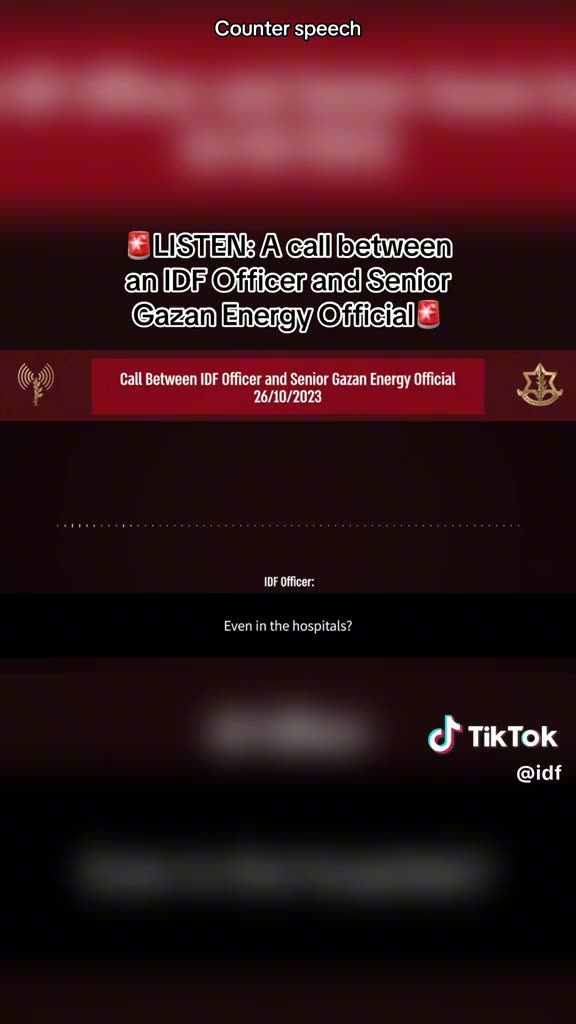 Counter speech
🚨LISTEN: A call between
an IDF Officer and Senior
Gazan Energy Official🚨
Call Between IDF Officer and Senior Gazan Energy Official
26/10/2023
IDF Officer:
Even in the hospitals?
TikTok
@idf